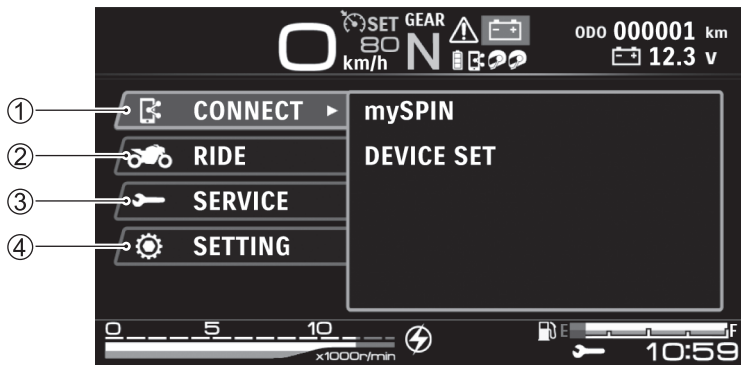 SET GEAR
80
0 km/h N
ODO 000001 km
12.3 V
① CONNECT ▸
mySPIN
② RIDE
DEVICE SET
③ SERVICE
④ SETTING
0 5 10
x1000r/min
E F
10:59